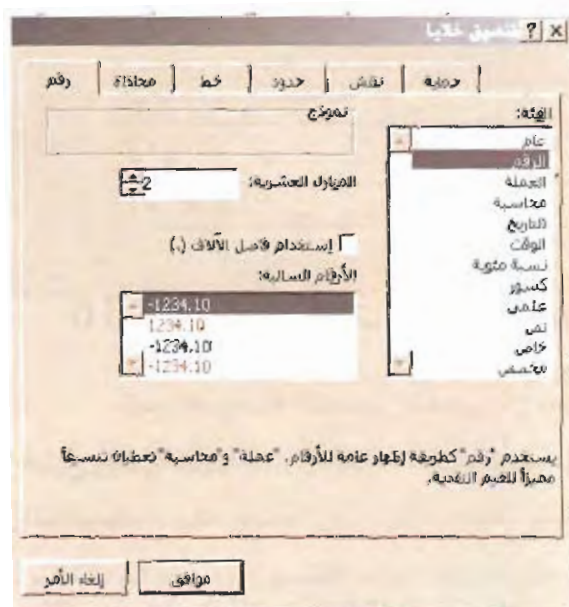 تنسيق خلايا
رقم محاذاة خط حدود نقش حماية
الفئة:
عام
الرقم
العملة
محاسبة
التاريخ
الوقت
نسبة مئوية
كسور
علمي
نص
خاص
مخصص
نموذج
المنازل العشرية: 2
إستخدام فاصل الآلاف (,)
الأرقام السالبة:
-1234.10
1234.10
-1234.10
-1234.10
يستخدم "رقم" كطريقة إظهار عامة للأرقام. "عملة" و"محاسبة" تعطيان تنسيقاً
مميزاً للقيم النقدية.
موافق
إلغاء الأمر